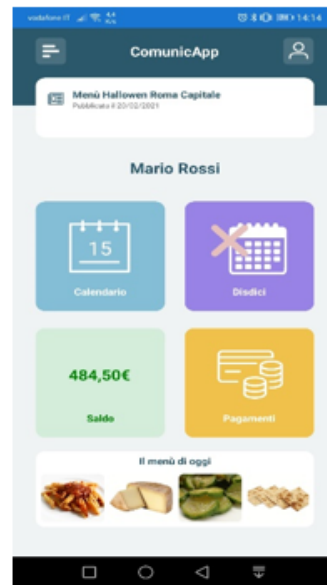 vodafone IT 14:14
ComunicApp
Menù Hallowen Roma Capitale
Pubblicato il 23/02/2021
Mario Rossi
15
Calendario
Disdici
484,50€
Saldo
Pagamenti
Il menù di oggi